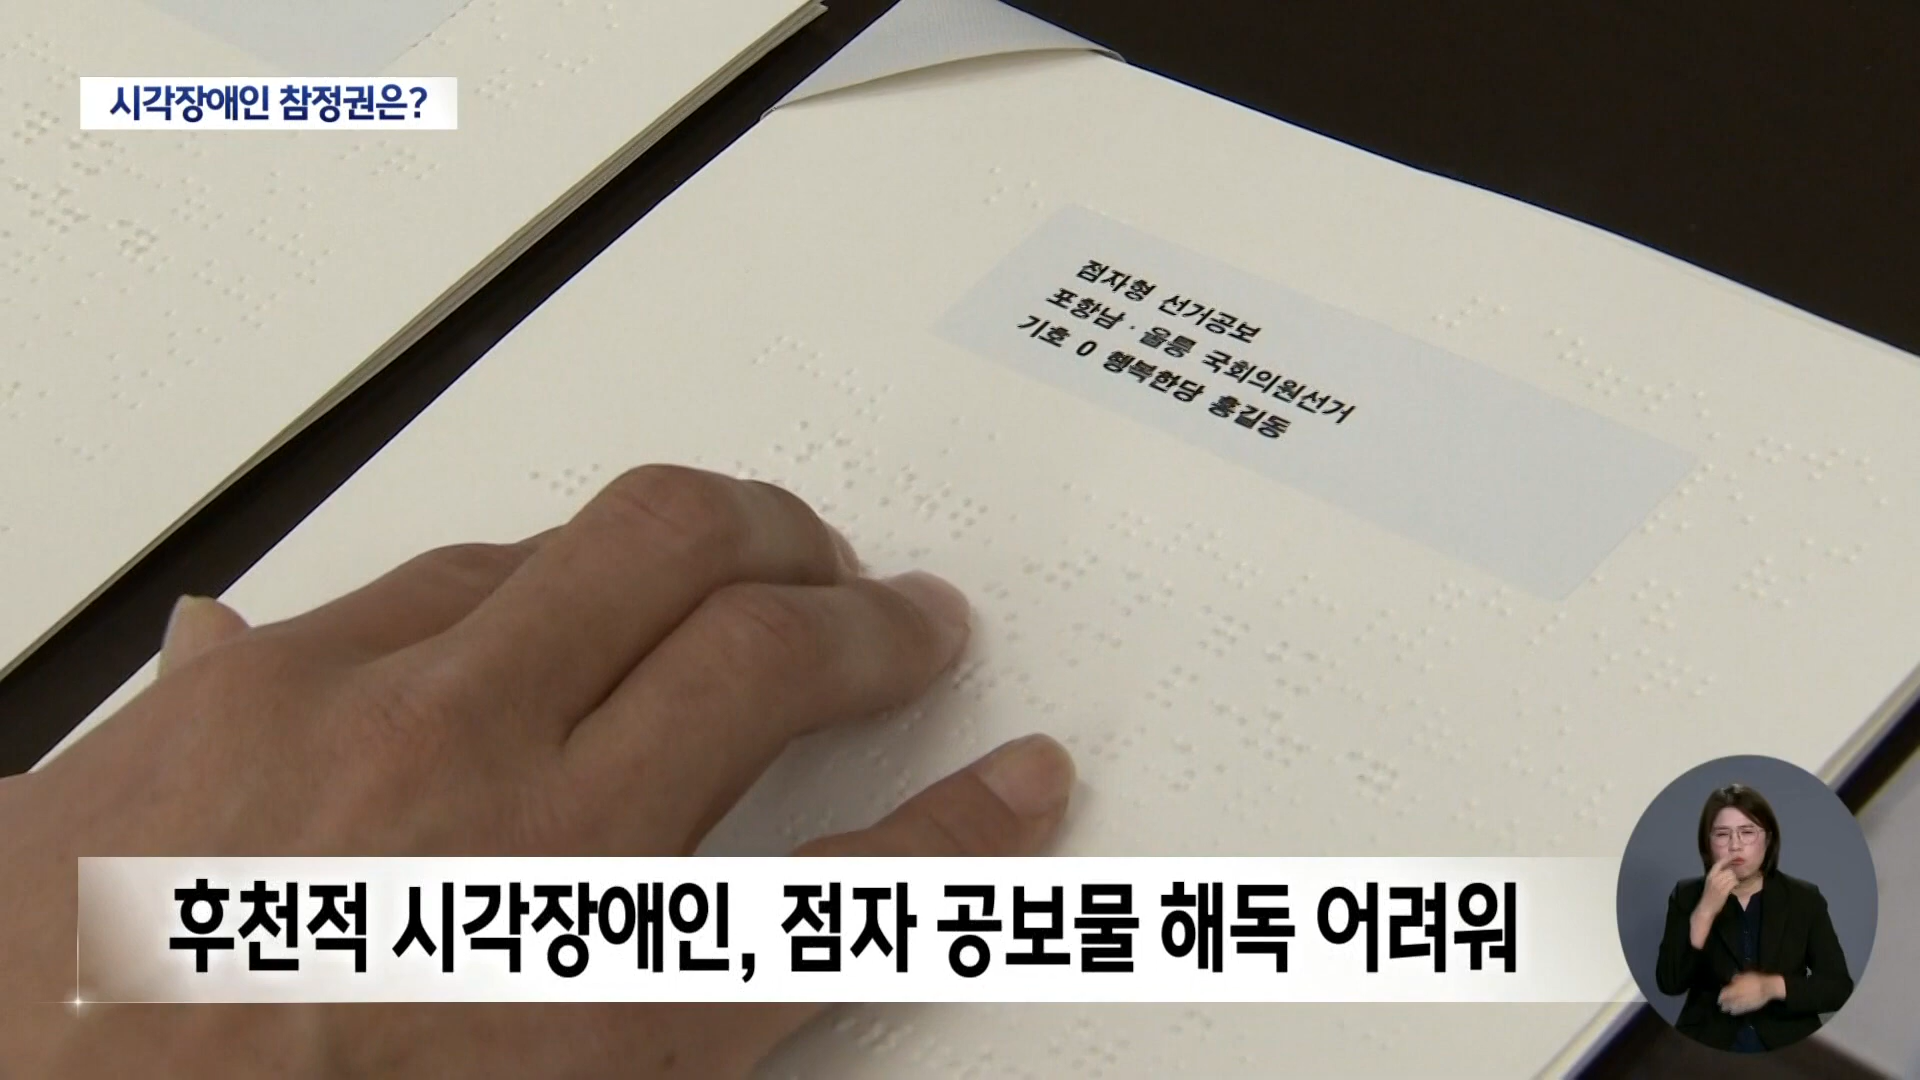 시각장애인 참정권은?
점자형 선거공보
포항남·울릉 국회의원선거
기호 0 행복한당 홍길동
후천적 시각장애인, 점자 공보물 해독 어려워